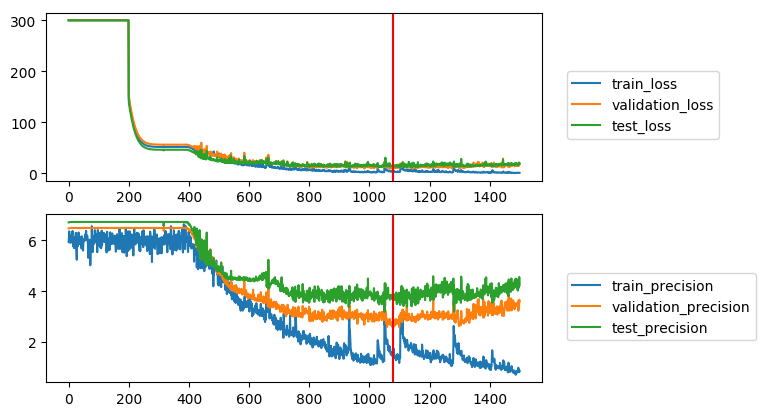 300
200
100
0
0 200 400 600 800 1000 1200 1400
train_loss
validation_loss
test_loss
6
4
2
0 200 400 600 800 1000 1200 1400
train_precision
validation_precision
test_precision